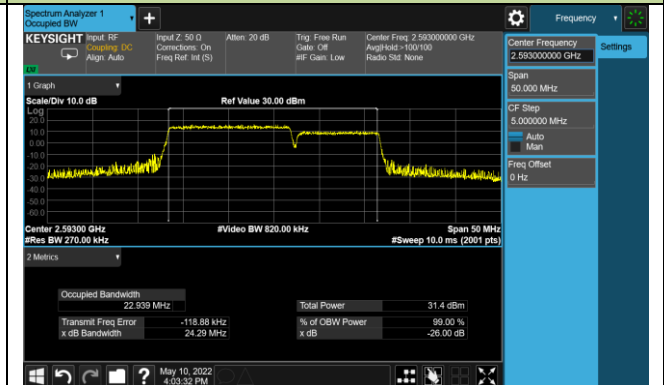 Spectrum Analyzer 1
Occupied BW
+
Frequency
KEYSIGHT
Input: RF
Coupling: DC
Align: Auto
Input Z: 50 Ω
Corrections: On
Freq Ref: Int (S)
Atten: 20 dB
Trig: Free Run
Gate: Off
#IF Gain: Low
Center Freq: 2.593000000 GHz
Avg|Hold:>100/100
Radio Std: None
Center Frequency
2.593000000 GHz
Settings
Span
50.000 MHz
CF Step
5.000000 MHz
Auto
Man
Freq Offset
0 Hz
1 Graph
Scale/Div 10.0 dB
Ref Value 30.00 dBm
Log
20.0
10.0
0.00
-10.0
-20.0
-30.0
-40.0
-50.0
-60.0
Center 2.59300 GHz
#Video BW 820.00 kHz
Span 50 MHz
#Res BW 270.00 kHz
#Sweep 10.0 ms (2001 pts)
2 Metrics
Occupied Bandwidth
22.939 MHz
Total Power 31.4 dBm
Transmit Freq Error -118.88 kHz
% of OBW Power 99.00 %
x dB Bandwidth 24.29 MHz
x dB -26.00 dB
?
May 10, 2022
4:03:32 PM